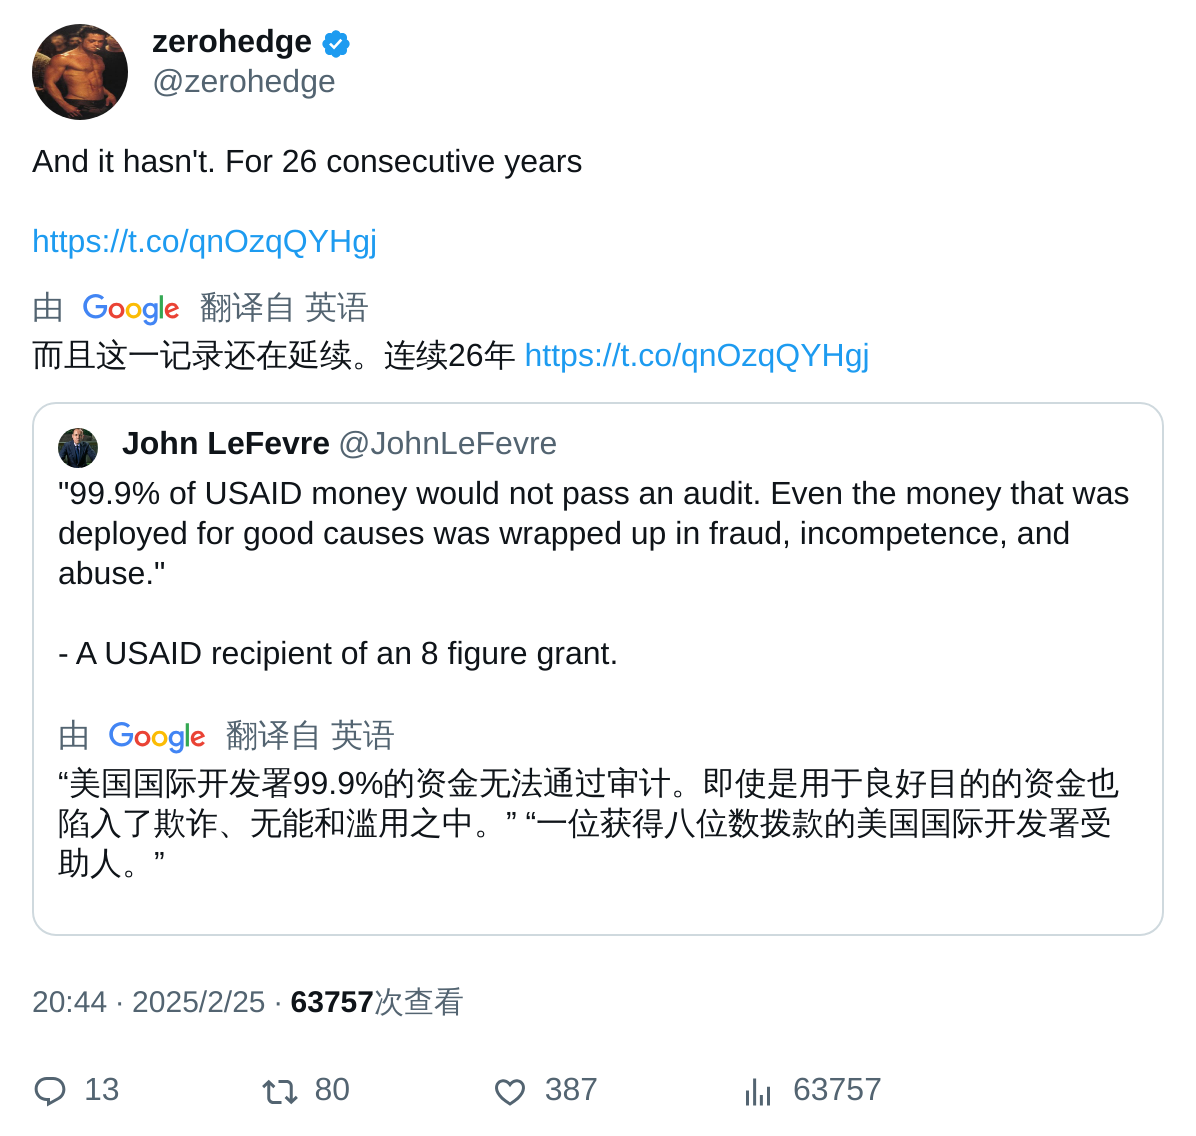 zerohedge
@zerohedge
And it hasn't. For 26 consecutive years
https://t.co/qnOzqQYHgj
由 Google 翻译自 英语
而且这一记录还在延续。连续26年 https://t.co/qnOzqQYHgj
John LeFevre @JohnLeFevre
"99.9% of USAID money would not pass an audit. Even the money that was
deployed for good causes was wrapped up in fraud, incompetence, and
abuse."
- A USAID recipient of an 8 figure grant.
由 Google 翻译自 英语
“美国国际开发署99.9%的资金无法通过审计。即使是用于良好目的的资金也
陷入了欺诈、无能和滥用之中。” “一位获得八位数拨款的美国国际开发署受
助人。”
20:44 · 2025/2/25 · 63757次查看
13 80 387 63757